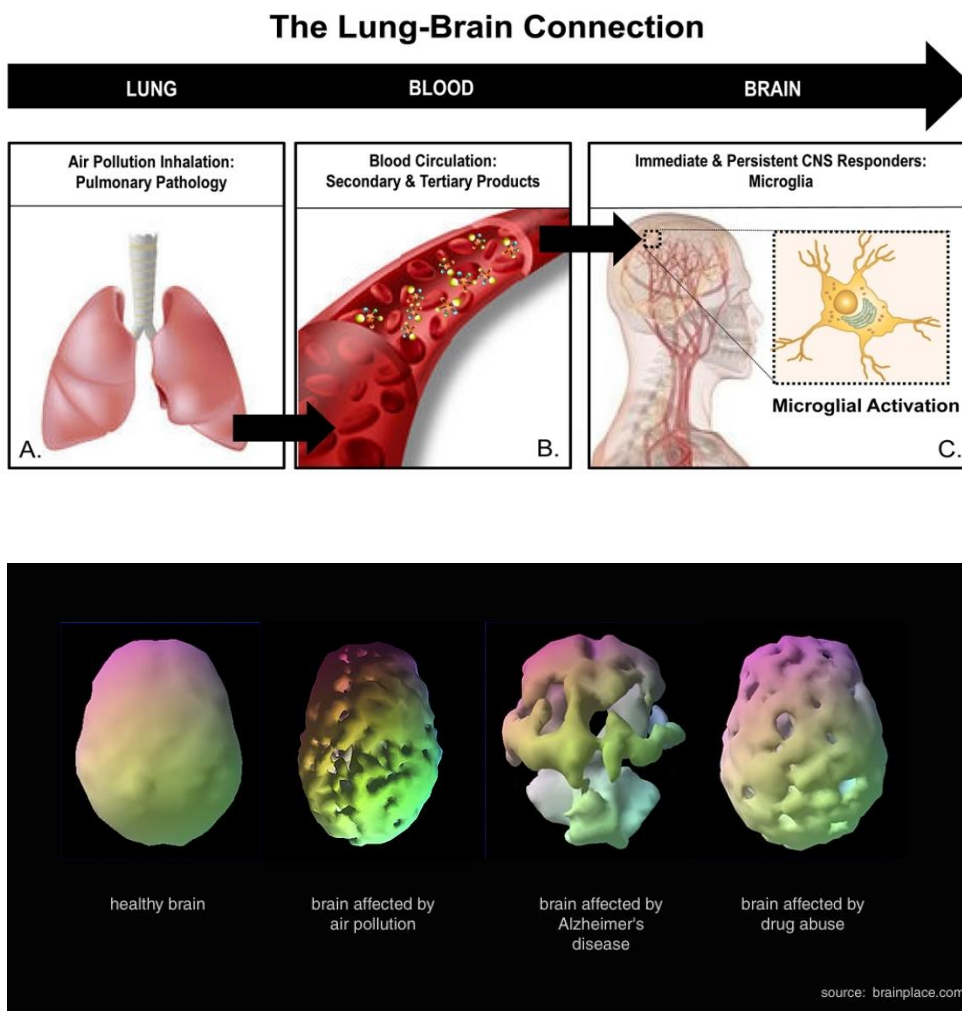 The Lung-Brain Connection
LUNG BLOOD BRAIN
Air Pollution Inhalation:
Pulmonary Pathology
Blood Circulation:
Secondary & Tertiary Products
Immediate & Persistent CNS Responders:
Microglia
Microglial Activation
A.
B.
C.
healthy brain
brain affected by
air pollution
brain affected by
Alzheimer's
disease
brain affected by
drug abuse
source: brainplace.com